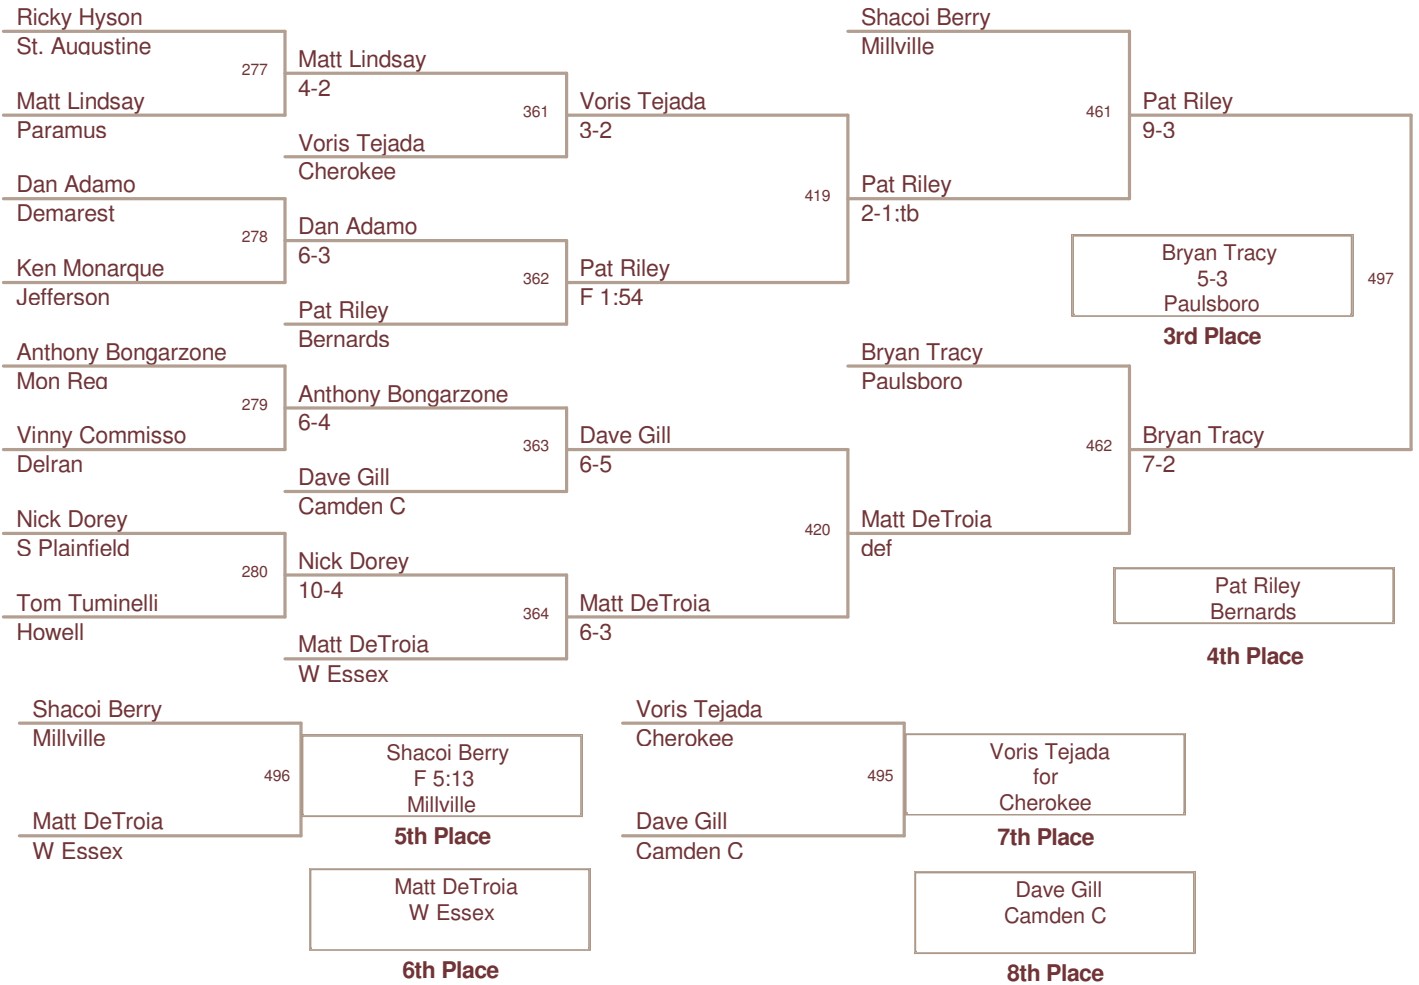 Ricky Hyson
St. Augustine
277
Matt Lindsay
Paramus
Dan Adamo
Demarest
278
Ken Monarque
Jefferson
Anthony Bongarzone
Mon Reg
279
Vinny Commisso
Delran
Nick Dorey
S Plainfield
280
Tom Tuminelli
Howell
Matt Lindsay
4-2
361
Voris Tejada
Cherokee
Dan Adamo
6-3
362
Pat Riley
Bernards
Anthony Bongarzone
6-4
363
Dave Gill
Camden C
Nick Dorey
10-4
364
Matt DeTroia
W Essex
Voris Tejada
3-2
419
Pat Riley
F 1:54
Dave Gill
6-5
420
Matt DeTroia
6-3
Shacoi Berry
Millville
461
Pat Riley
2-1:tb
Bryan Tracy
Paulsboro
462
Matt DeTroia
def
Pat Riley
9-3
497
Bryan Tracy
7-2
Bryan Tracy
5-3
Paulsboro
3rd Place
Pat Riley
Bernards
4th Place
Shacoi Berry
Millville
496
Matt DeTroia
W Essex
Shacoi Berry
F 5:13
Millville
5th Place
Matt DeTroia
W Essex
6th Place
Voris Tejada
Cherokee
495
Dave Gill
Camden C
Voris Tejada
for
Cherokee
7th Place
Dave Gill
Camden C
8th Place